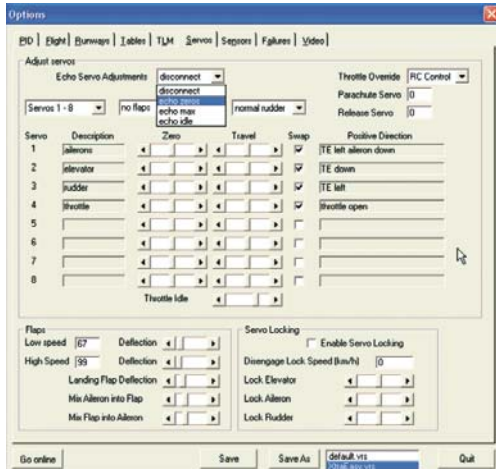 Options
PID Flight Runways Tables TLM Servos Sensors Failures Video
Adjust servos
Echo Servo Adjustments disconnect
disconnect
echo zeros
echo max
echo idle
Throttle Override RC Control
Parachute Servo 0
Release Servo 0
Servos 1 - 8 no flaps normal rudder
Servo Description Zero Travel Swap Positive Direction
1 ailerons TE left aileron down
2 elevator TE down
3 rudder TE left
4 throttle throttle open
5
6
7
8
Throttle Idle
Flaps
Low speed 67 Deflection
High Speed 99 Deflection
Landing Flap Deflection
Mix Aileron into Flap
Mix Flap into Aileron
Servo Locking
Enable Servo Locking
Disengage Lock Speed (km/h) 0
Lock Elevator
Lock Aileron
Lock Rudder
Go online Save Save As default.vrs Quit